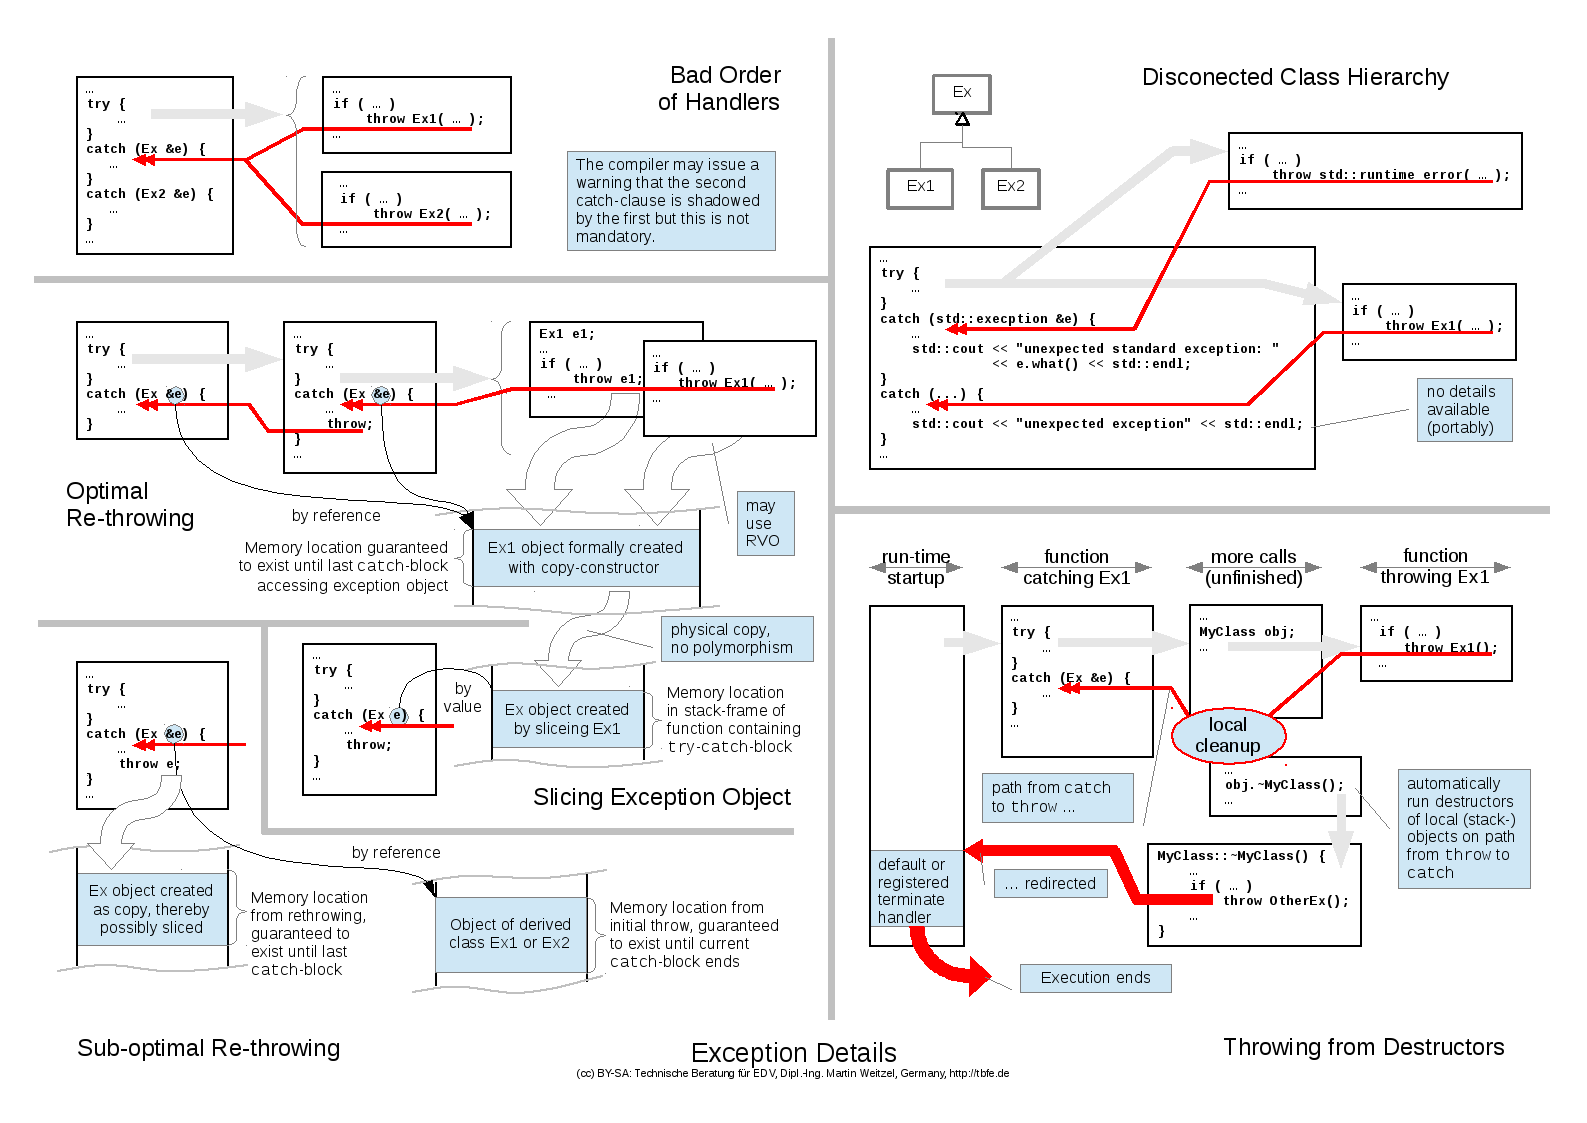 Bad Order
of Handlers
...
try {
...
}
catch (Ex &e) {
...
}
catch (Ex2 &e) {
...
}
...
...
if ( … )
throw Ex1( … );
...
...
if ( … )
throw Ex2( … );
...
The compiler may issue a
warning that the second
catch-clause is shadowed
by the first but this is not
mandatory.
Disconected Class Hierarchy
Ex
Ex1
Ex2
...
if ( … )
throw std::runtime error( … );
...
...
try {
...
}
catch (std::execption &e) {
...
std::cout << "unexpected standard exception: "
<< e.what() << std::endl;
}
catch (...) {
...
std::cout << "unexpected exception" << std::endl;
}
...
...
if ( … )
throw Ex1( … );
...
no details
available
(portably)
Optimal
Re-throwing
...
try {
...
}
catch (Ex &e) {
...
}
...
try {
...
}
catch (Ex &e) {
...
throw;
}
...
Ex1 e1;
...
if ( … )
throw e1;
...
...
if ( … )
throw Ex1( … );
...
may
use
RVO
by reference
Memory location guaranteed
to exist until last catch-block
accessing exception object
Ex1 object formally created
with copy-constructor
physical copy,
no polymorphism
...
try {
...
}
catch (Ex e) {
...
throw;
}
...
by
value
Ex object created
by sliceing Ex1
Memory location
in stack-frame of
function containing
try-catch-block
Slicing Exception Object
...
try {
...
}
catch (Ex &e) {
...
throw e;
}
...
by reference
Ex object created
as copy, thereby
possibly sliced
Memory location
from rethrowing,
guaranteed to
exist until last
catch-block
Object of derived
class Ex1 or Ex2
Memory location from
initial throw, guaranteed
to exist until current
catch-block ends
Sub-optimal Re-throwing
run-time
startup
function
catching Ex1
more calls
(unfinished)
function
throwing Ex1
...
try {
...
}
catch (Ex &e) {
...
}
...
...
MyClass obj;
...
...
if ( … )
throw Ex1();
...
local
cleanup
path from catch
to throw ...
...
obj.~MyClass();
...
automatically
run destructors
of local (stack-)
objects on path
from throw to
catch
MyClass::~MyClass() {
...
if ( … )
throw OtherEx();
...
}
default or
registered
terminate
handler
... redirected
Execution ends
Throwing from Destructors
Exception Details
(cc) BY-SA: Technische Beratung für EDV, Dipl.-Ing. Martin Weitzel, Germany, http://tbfe.de